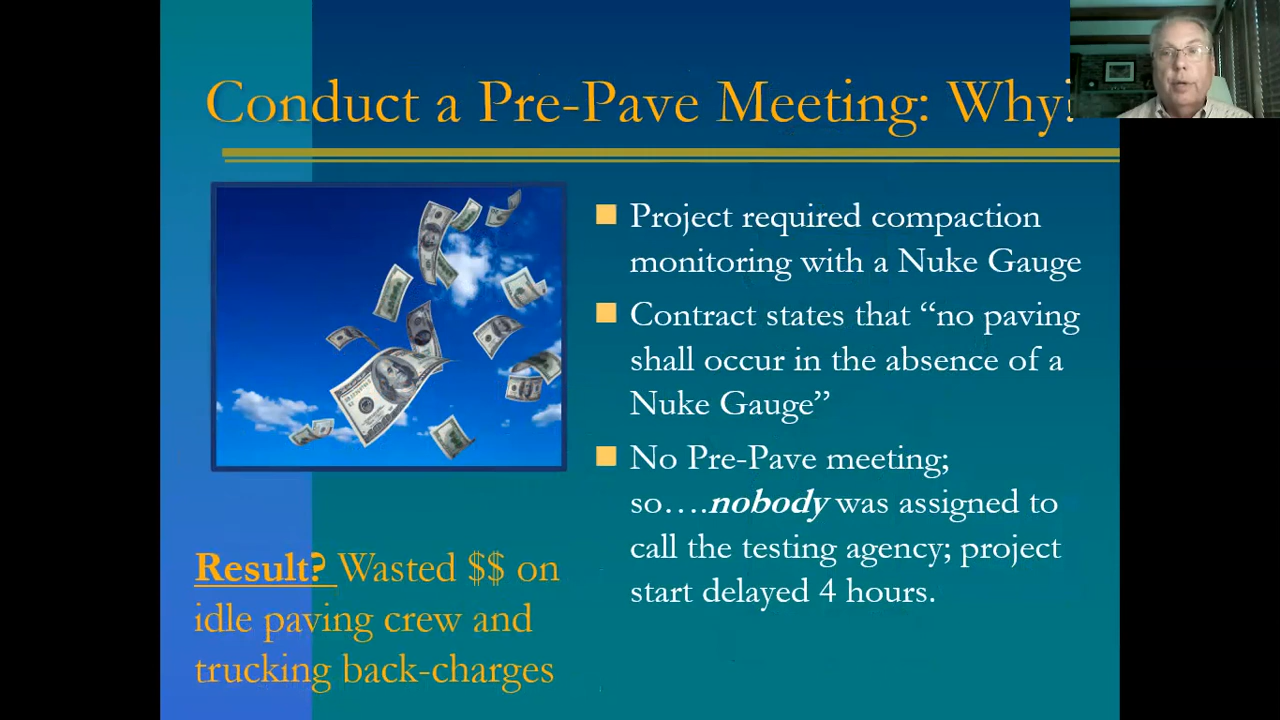 Conduct a Pre-Pave Meeting: Why?
Project required compaction
monitoring with a Nuke Gauge
Contract states that “no paving
shall occur in the absence of a
Nuke Gauge”
No Pre-Pave meeting;
so….nobody was assigned to
call the testing agency; project
start delayed 4 hours.
Result? Wasted $$ on
idle paving crew and
trucking back-charges